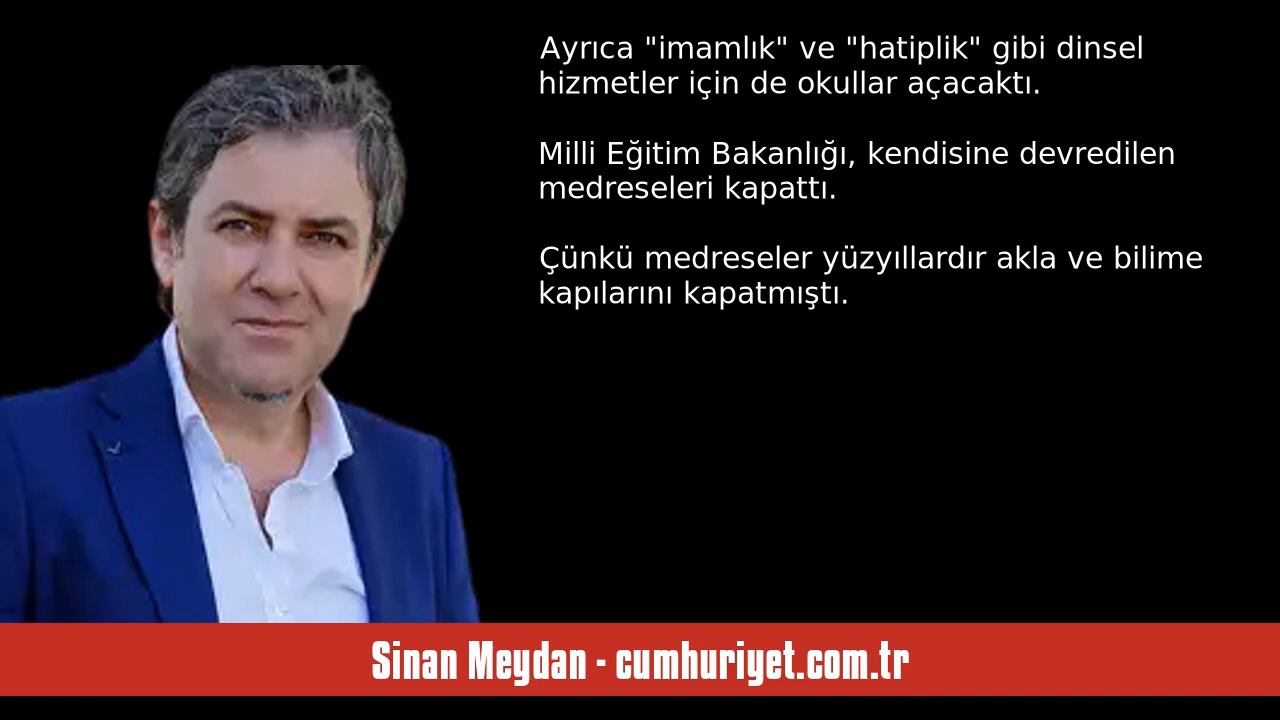 Ayrıca "imamlık" ve "hatiplik" gibi dinsel
hizmetler için de okullar açacaktı.
Milli Eğitim Bakanlığı, kendisine devredilen
medreseleri kapattı.
Çünkü medreseler yüzyıllardır akla ve bilime
kapılarını kapatmıştı.
Sinan Meydan - cumhuriyet.com.tr